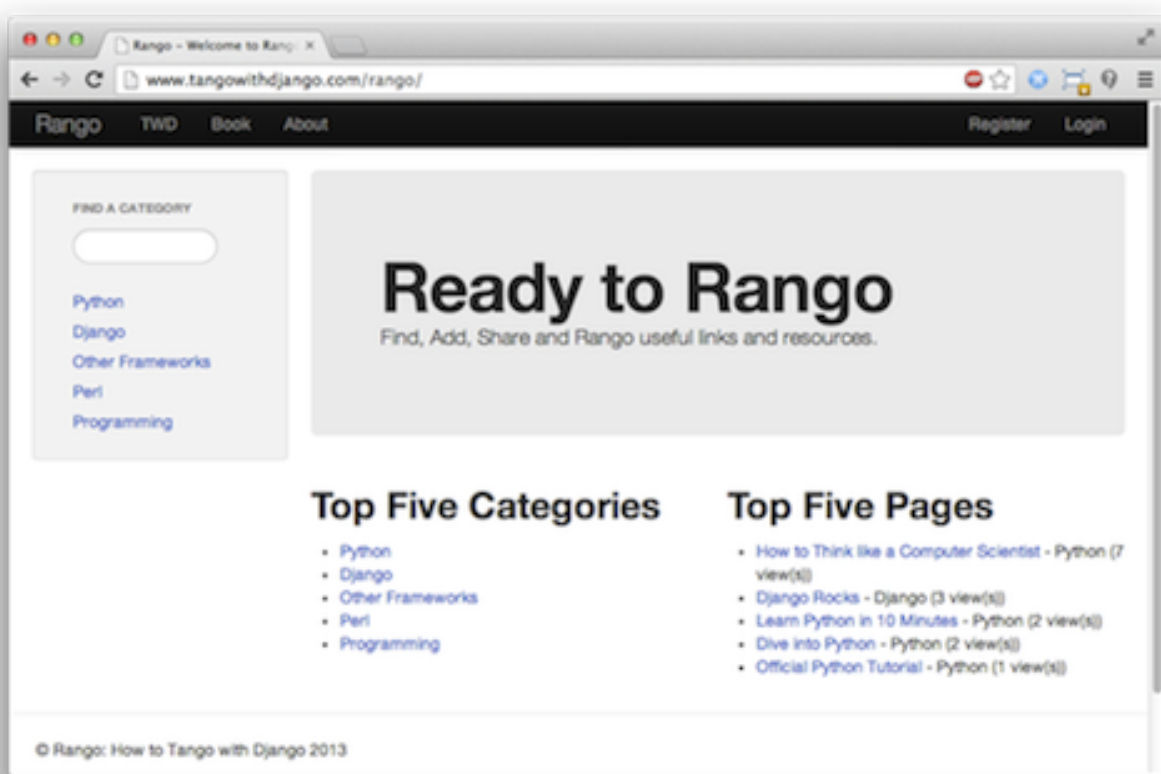 Rango - Welcome to Rang
www.tangowithdjango.com/rango/
Rango TWD Book About Register Login
FIND A CATEGORY
Python
Django
Other Frameworks
Perl
Programming
Ready to Rango
Find, Add, Share and Rango useful links and resources.
Top Five Categories
Python
Django
Other Frameworks
Perl
Programming
Top Five Pages
How to Think like a Computer Scientist - Python (7
view(s))
Django Rocks - Django (3 view(s))
Learn Python in 10 Minutes - Python (2 view(s))
Dive into Python - Python (2 view(s))
Official Python Tutorial - Python (1 view(s))
© Rango: How to Tango with Django 2013